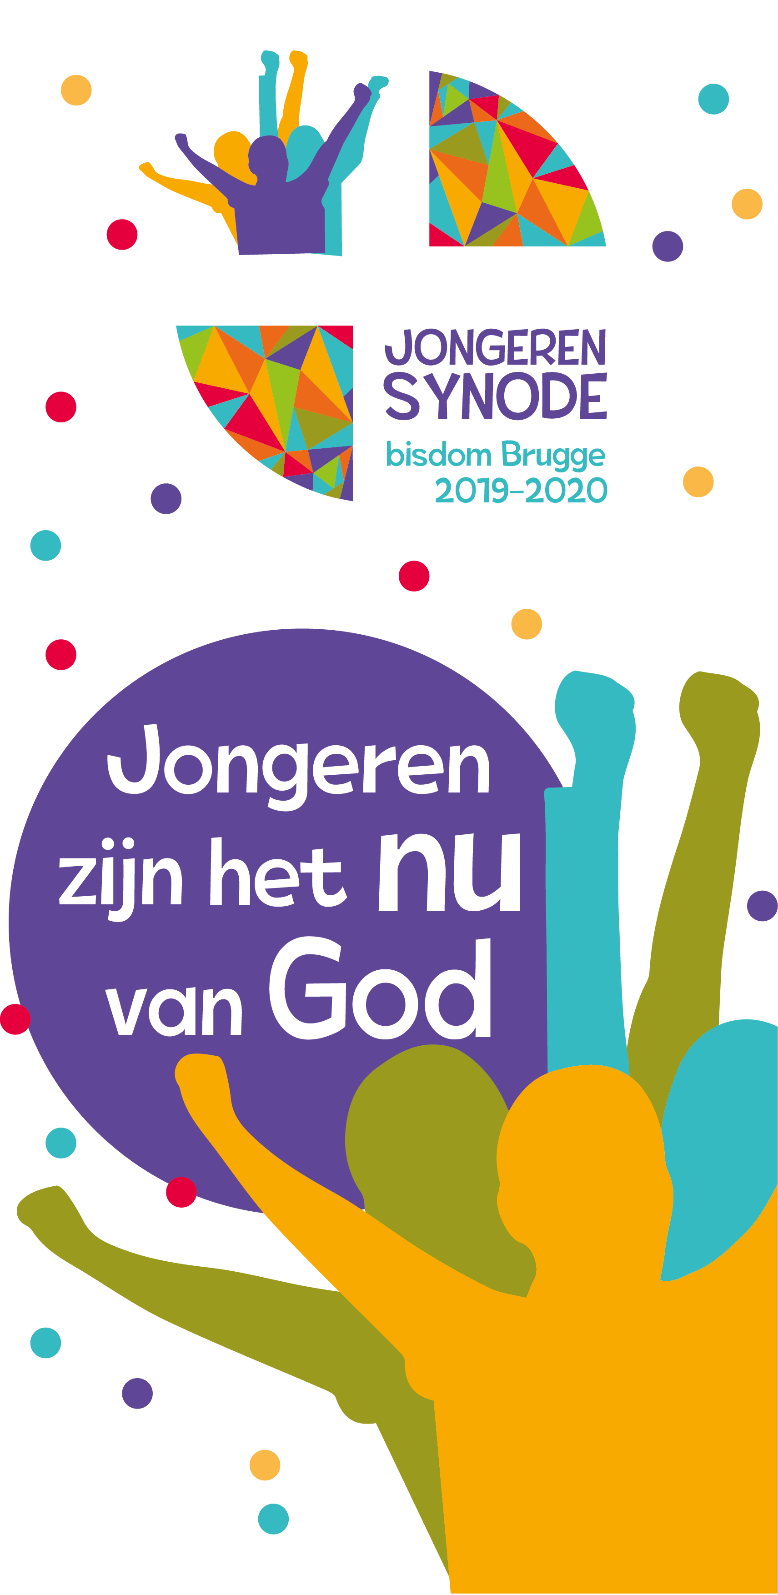 JONGEREN
SYNODE
bisdom Brugge
2019-2020
Jongeren
zijn het nu
van God